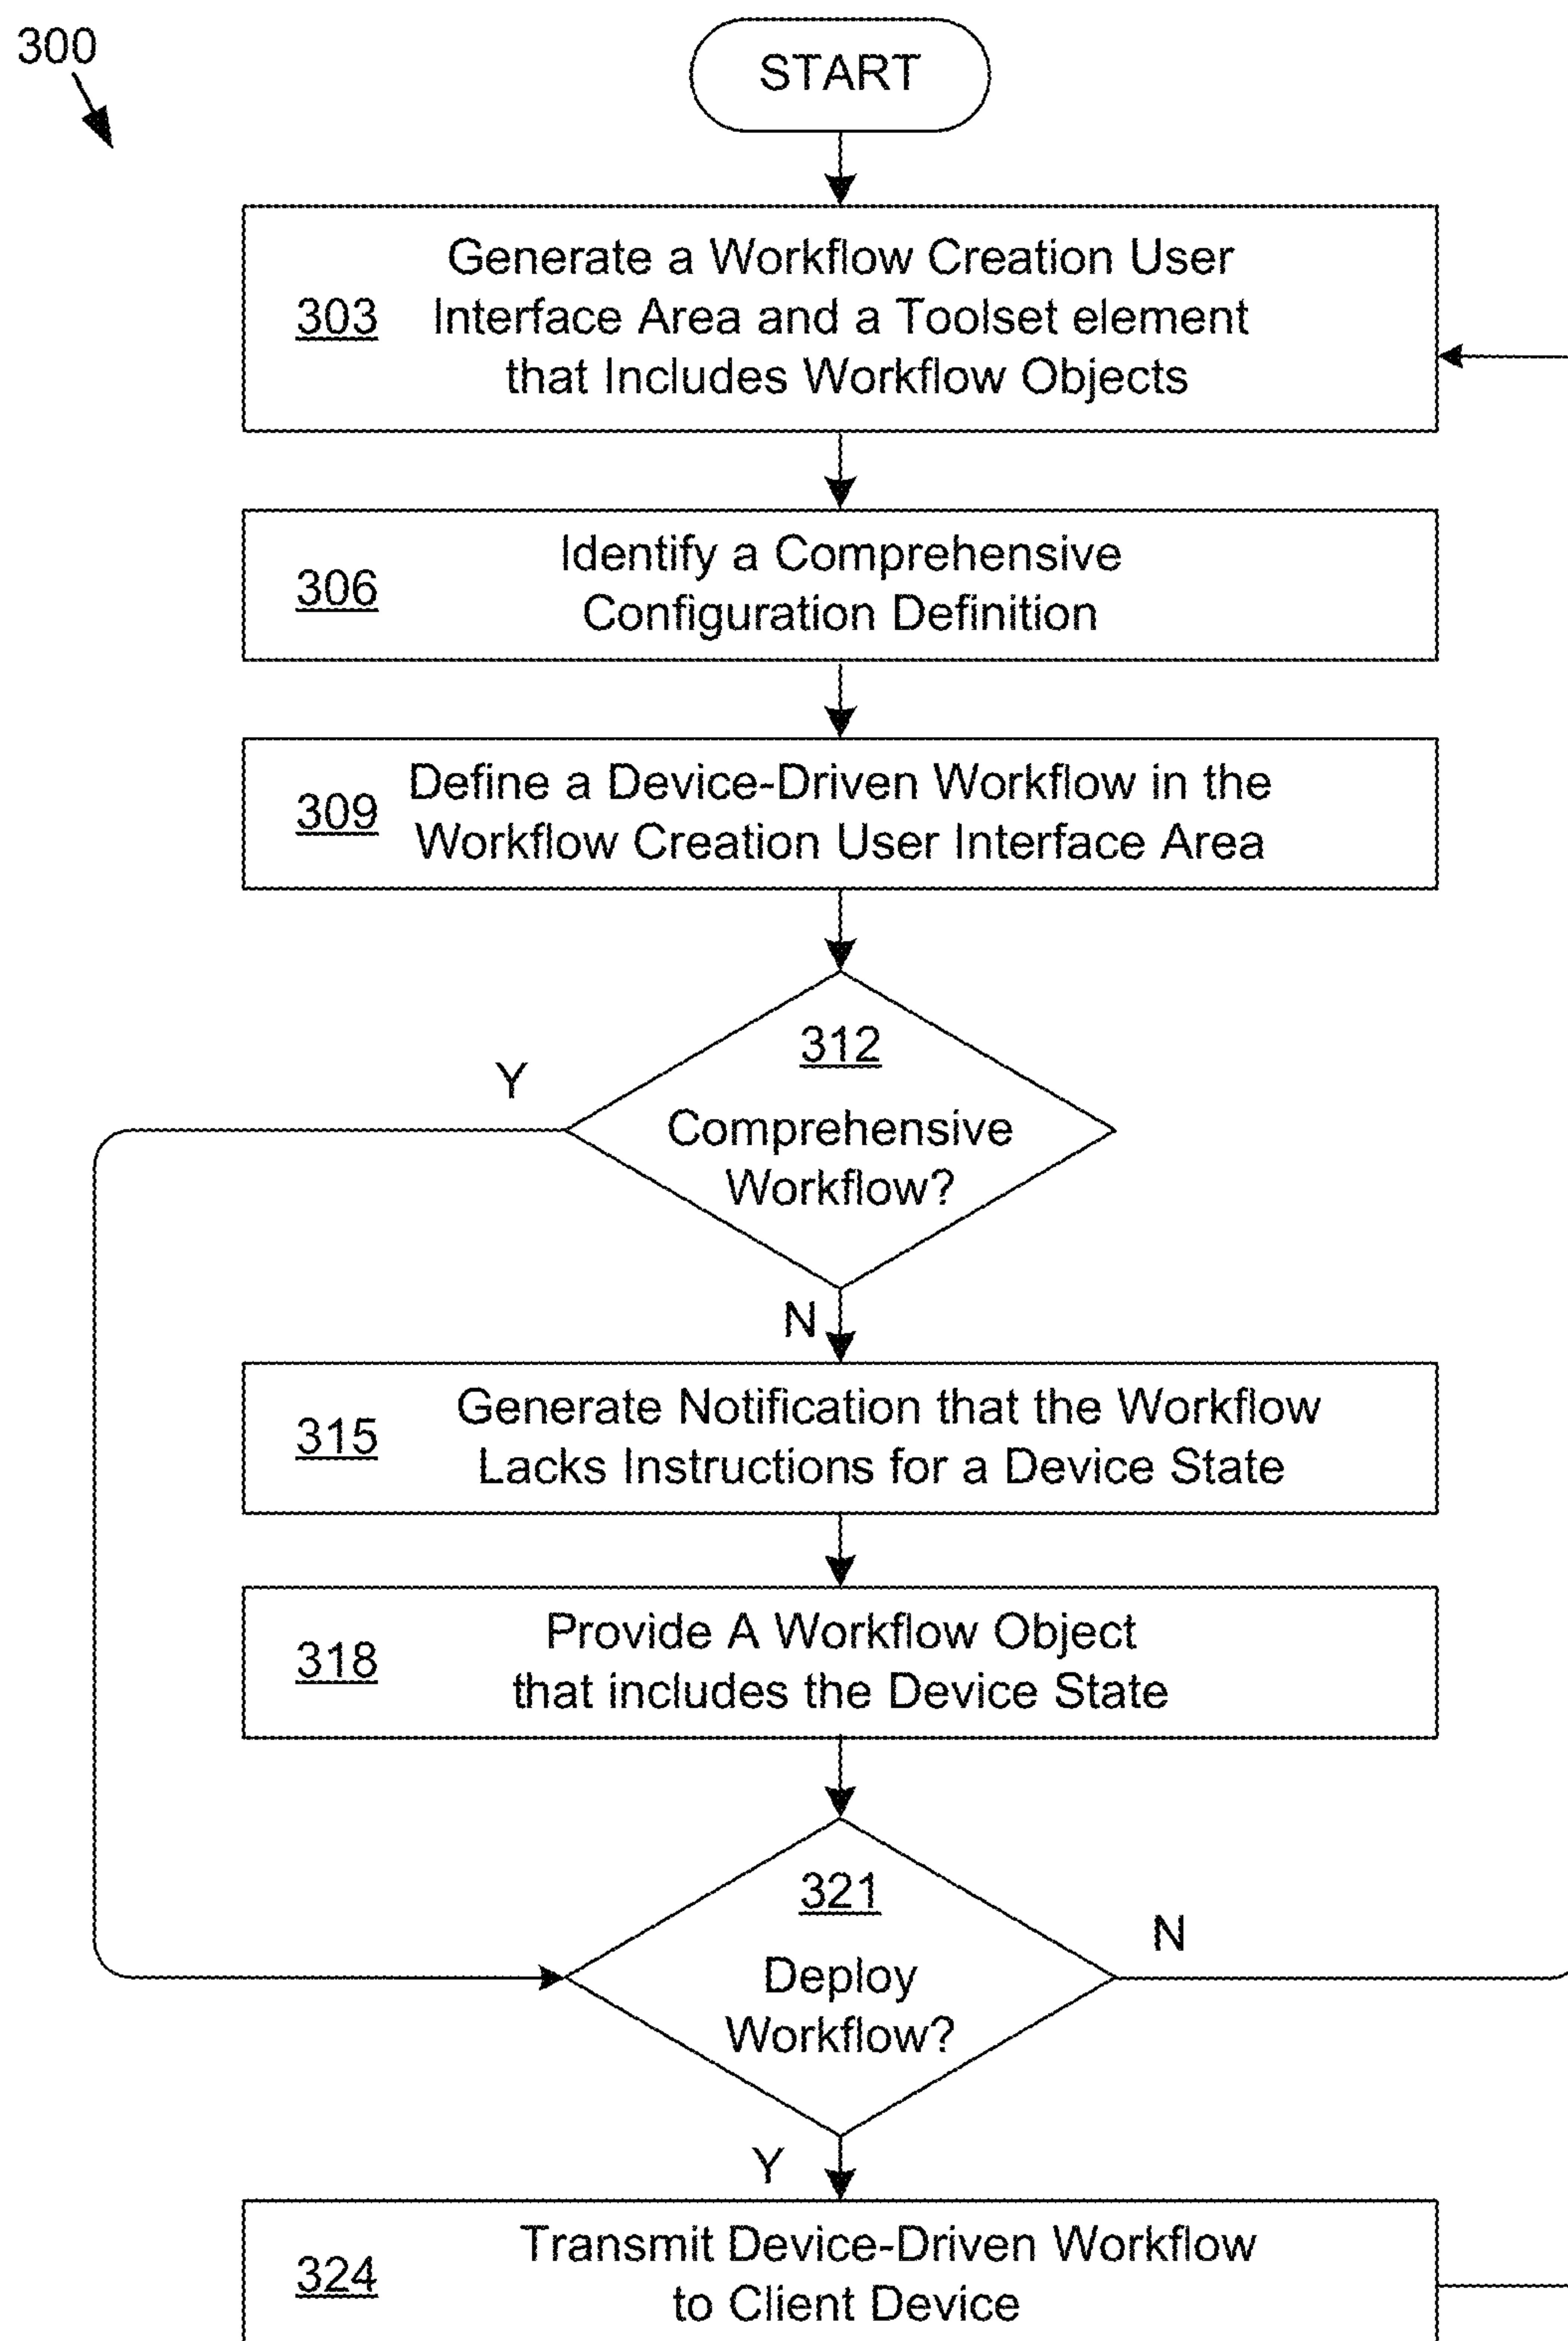 300
START
Generate a Workflow Creation User
303 Interface Area and a Toolset element
that Includes Workflow Objects
Identify a Comprehensive
306
Configuration Definition
Define a Device-Driven Workflow in the
309
Workflow Creation User Interface Area
312
Y
Comprehensive
Workflow?
N
Generate Notification that the Workflow
315
Lacks Instructions for a Device State
Provide A Workflow Object
318
that includes the Device State
321
N
Deploy
Workflow?
Y
Transmit Device-Driven Workflow
324
to Client Device